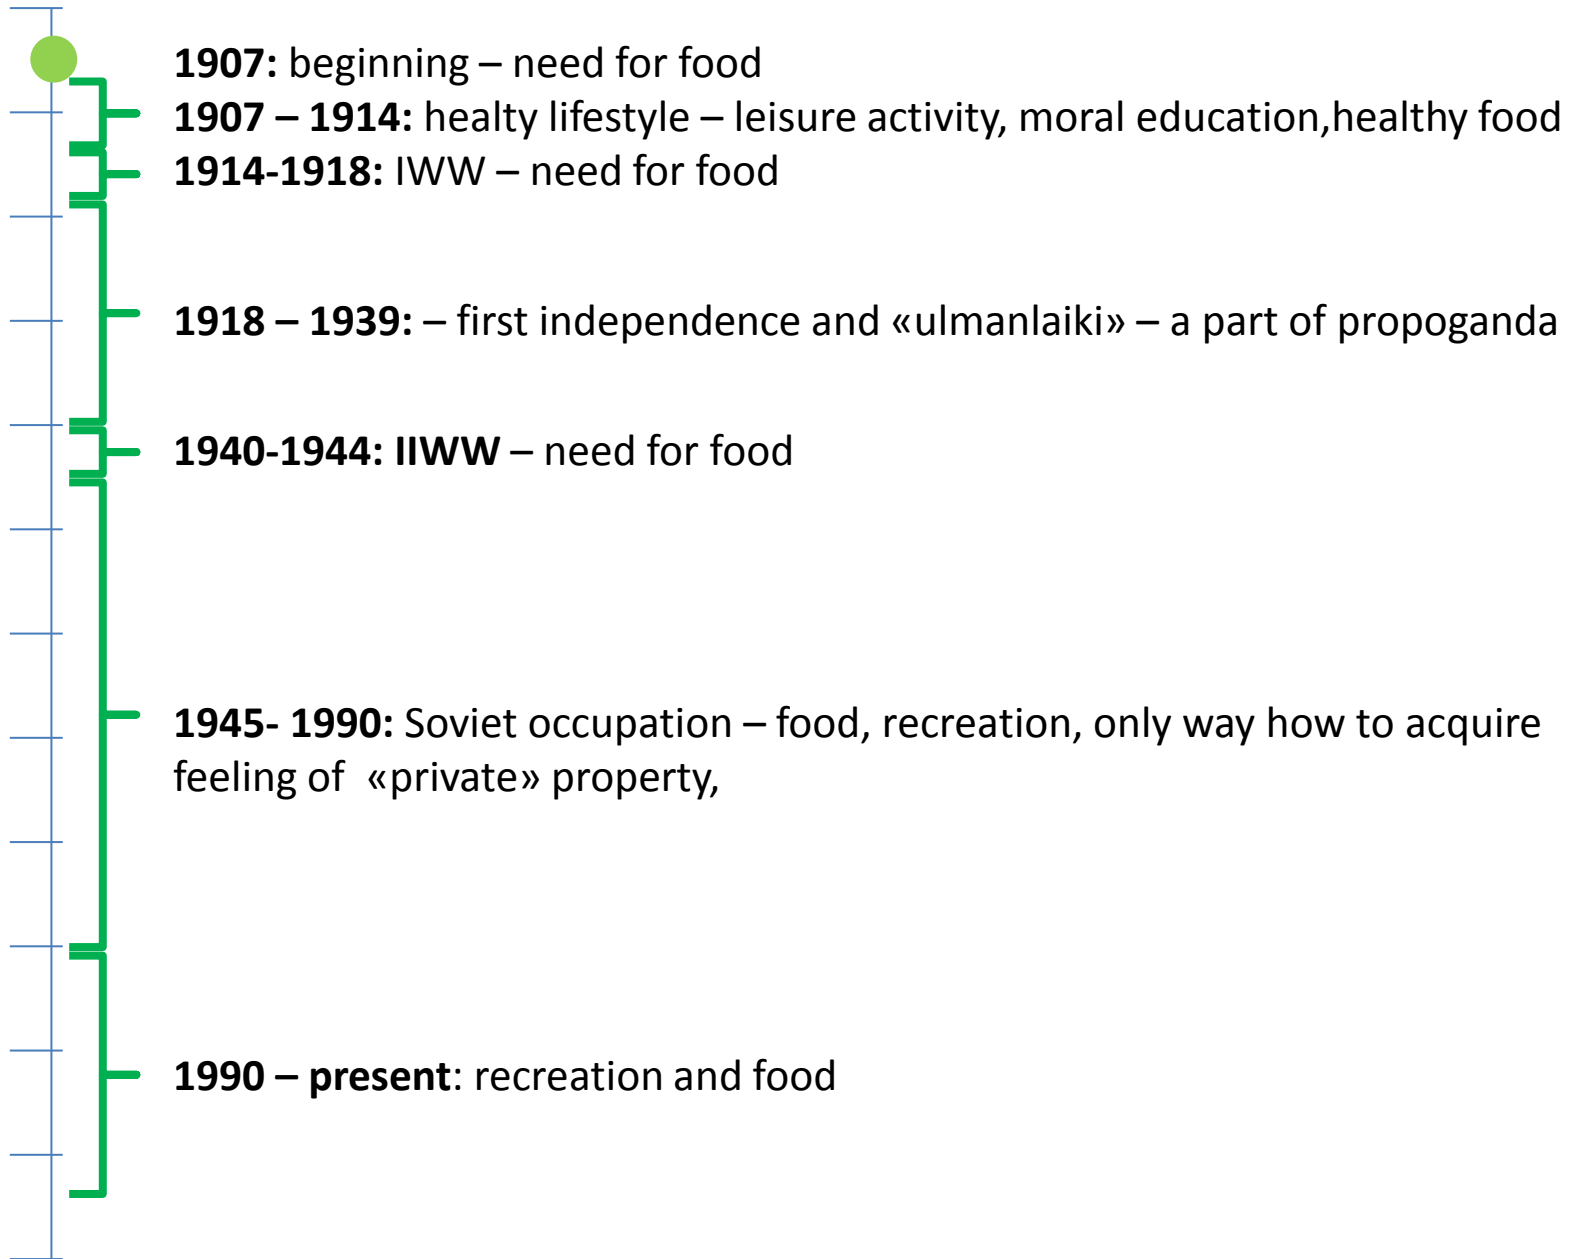 1907: beginning – need for food
1907 – 1914: healty lifestyle – leisure activity, moral education,healthy food
1914-1918: IWW – need for food
1918 – 1939: – first independence and «ulmanlaiki» – a part of propoganda
1940-1944: IIWW – need for food
1945- 1990: Soviet occupation – food, recreation, only way how to acquire
feeling of «private» property,
1990 – present: recreation and food